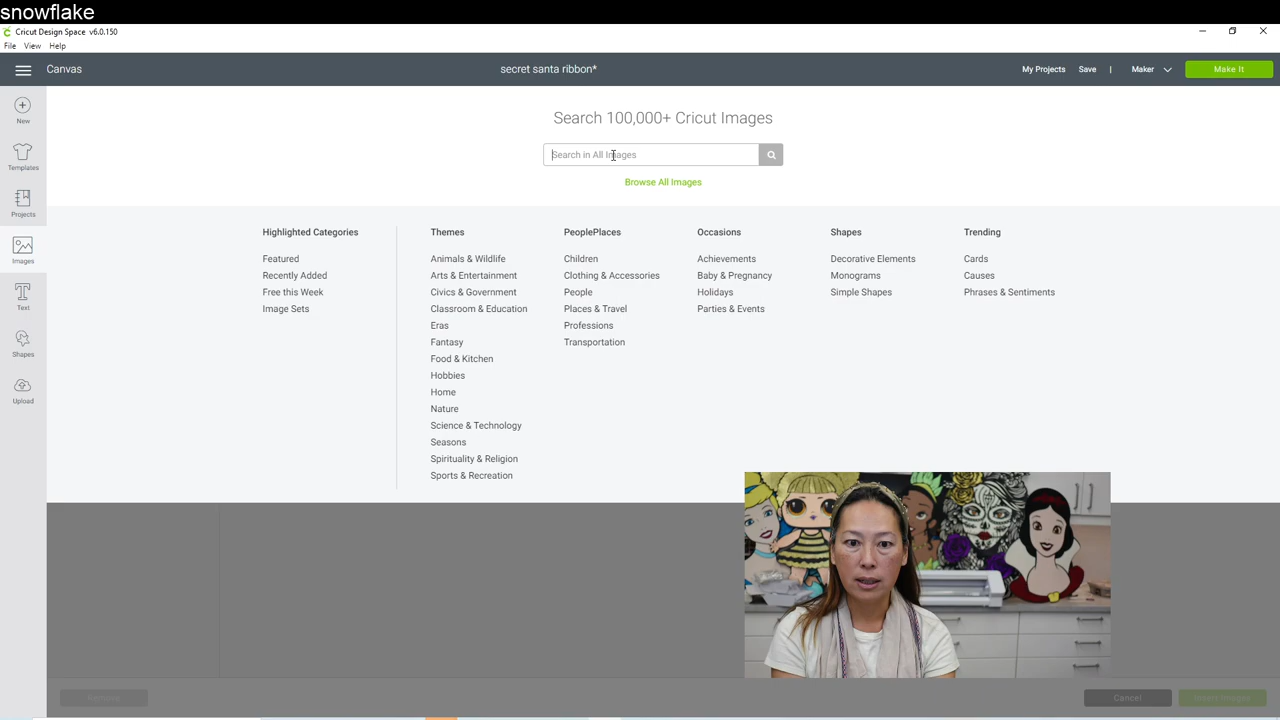 snowflake
Cricut Design Space v6.0.150
File View Help
Canvas
secret santa ribbon*
My Projects Save | Maker Make It
New
Templates
Projects
Images
Text
Shapes
Upload
Search 100,000+ Cricut Images
Search in All Images
Browse All Images
Highlighted Categories
Featured
Recently Added
Free this Week
Image Sets
Themes
Animals & Wildlife
Arts & Entertainment
Civics & Government
Classroom & Education
Eras
Fantasy
Food & Kitchen
Hobbies
Home
Nature
Science & Technology
Seasons
Spirituality & Religion
Sports & Recreation
PeoplePlaces
Children
Clothing & Accessories
People
Places & Travel
Professions
Transportation
Occasions
Achievements
Baby & Pregnancy
Holidays
Parties & Events
Shapes
Decorative Elements
Monograms
Simple Shapes
Trending
Cards
Causes
Phrases & Sentiments
Cancel
Insert Images